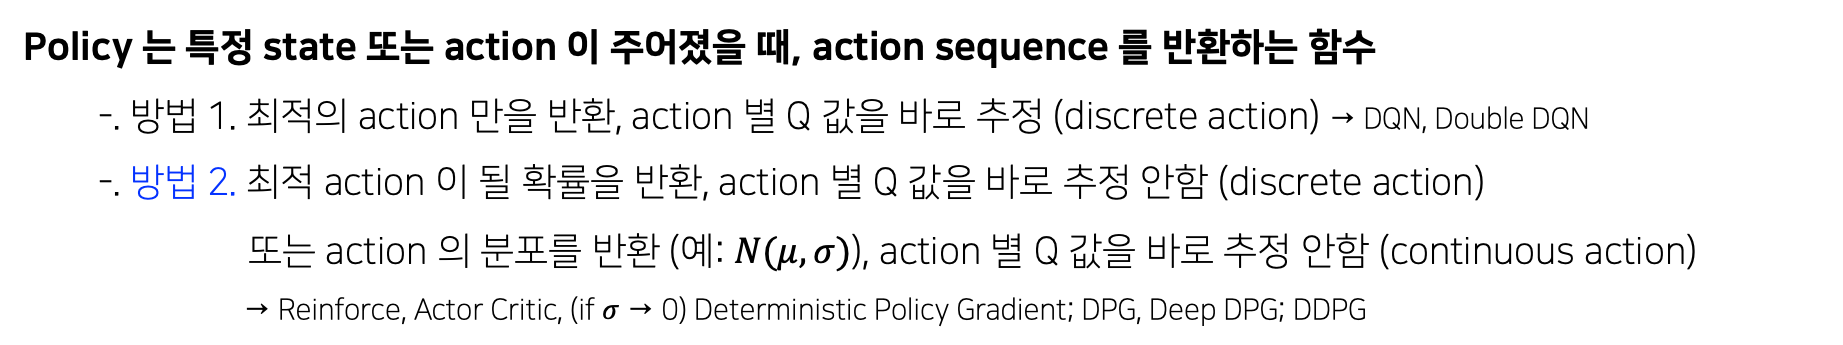 Policy 는 특정 state 또는 action 이 주어졌을 때, action sequence 를 반환하는 함수
-. 방법 1. 최적의 action 만을 반환, action 별 Q 값을 바로 추정 (discrete action) → DQN, Double DQN
-. 방법 2. 최적 action 이 될 확률을 반환, action 별 Q 값을 바로 추정 안함 (discrete action)
또는 action 의 분포를 반환 (예: N(μ, σ)), action 별 Q 값을 바로 추정 안함 (continuous action)
→ Reinforce, Actor Critic, (if σ → 0) Deterministic Policy Gradient; DPG, Deep DPG; DDPG